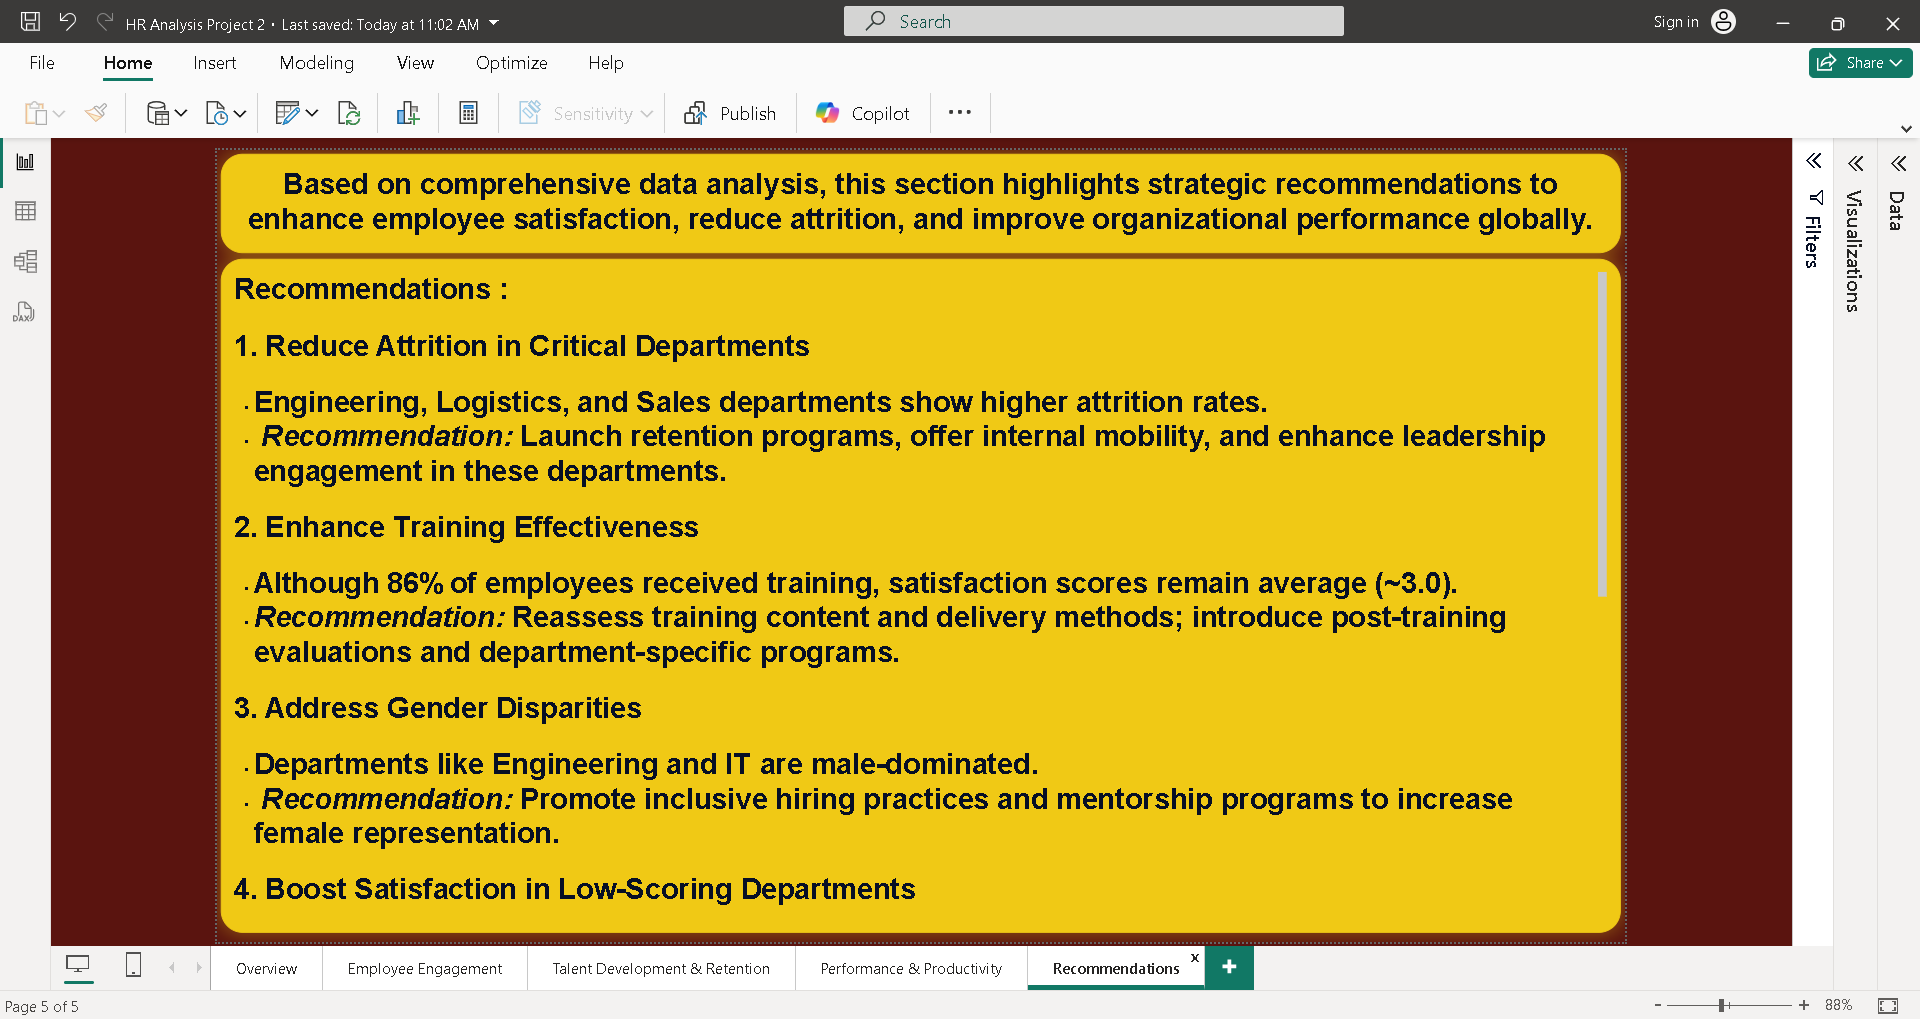 HR Analysis Project 2 • Last saved: Today at 11:02 AM
Search
Sign in
File Home Insert Modeling View Optimize Help
Share
Sensitivity
Publish
Copilot
DAX
Based on comprehensive data analysis, this section highlights strategic recommendations to
enhance employee satisfaction, reduce attrition, and improve organizational performance globally.
Recommendations :
1. Reduce Attrition in Critical Departments
· Engineering, Logistics, and Sales departments show higher attrition rates.
· Recommendation: Launch retention programs, offer internal mobility, and enhance leadership
engagement in these departments.
2. Enhance Training Effectiveness
· Although 86% of employees received training, satisfaction scores remain average (~3.0).
· Recommendation: Reassess training content and delivery methods; introduce post-training
evaluations and department-specific programs.
3. Address Gender Disparities
· Departments like Engineering and IT are male-dominated.
· Recommendation: Promote inclusive hiring practices and mentorship programs to increase
female representation.
4. Boost Satisfaction in Low-Scoring Departments
Filters
Visualizations
Data
Overview
Employee Engagement
Talent Development & Retention
Performance & Productivity
Recommendations
x
+
Page 5 of 5
- + 88%